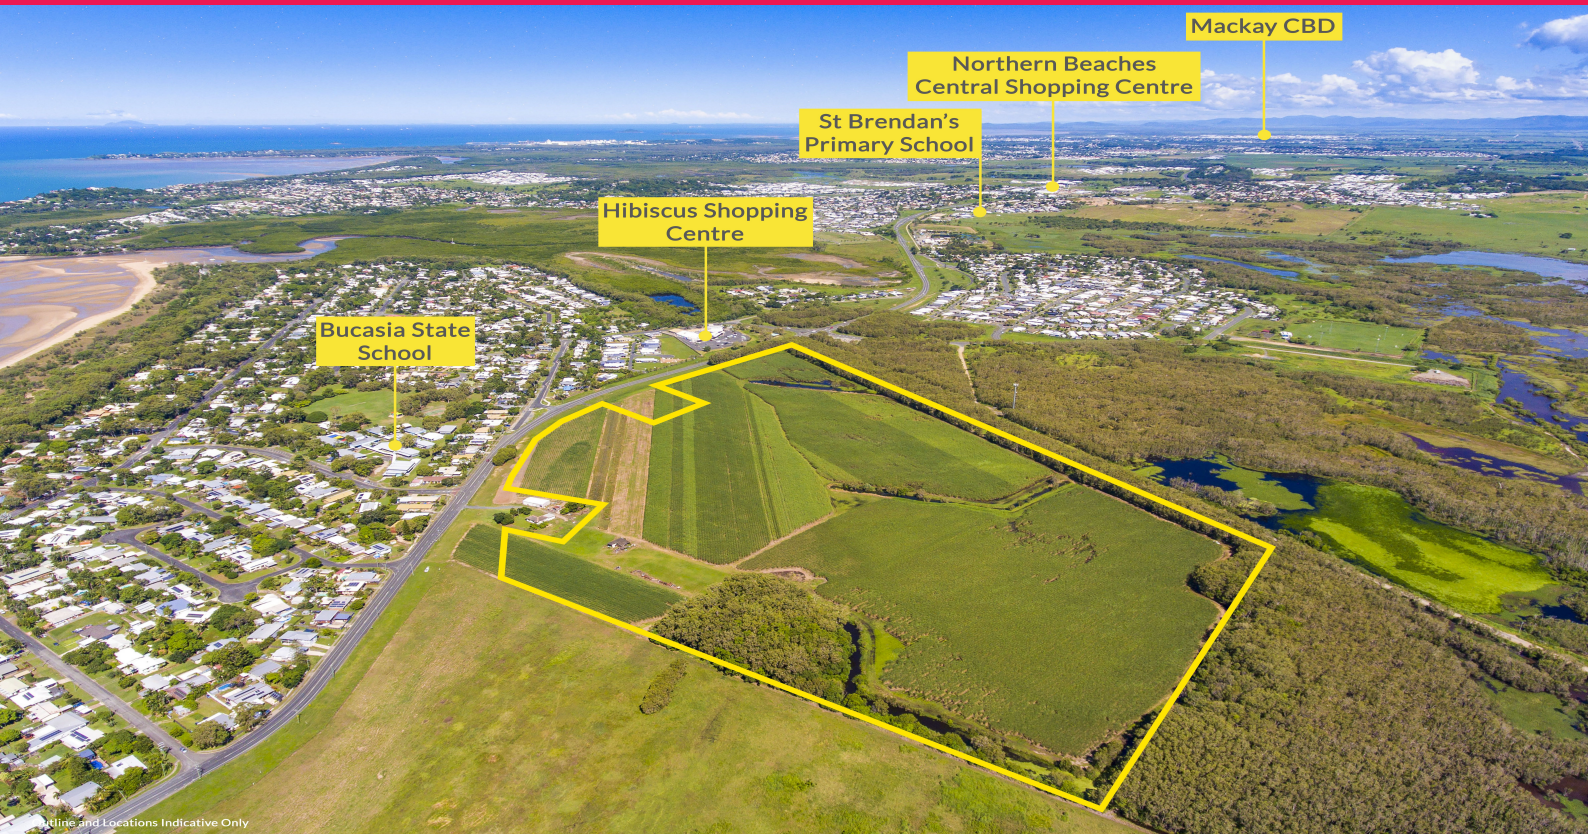 Mackay CBD
Northern Beaches
Central Shopping Centre
St Brendan's
Primary School
Hibiscus Shopping
Centre
Bucasia State
School
Outline and Locations Indicative Only